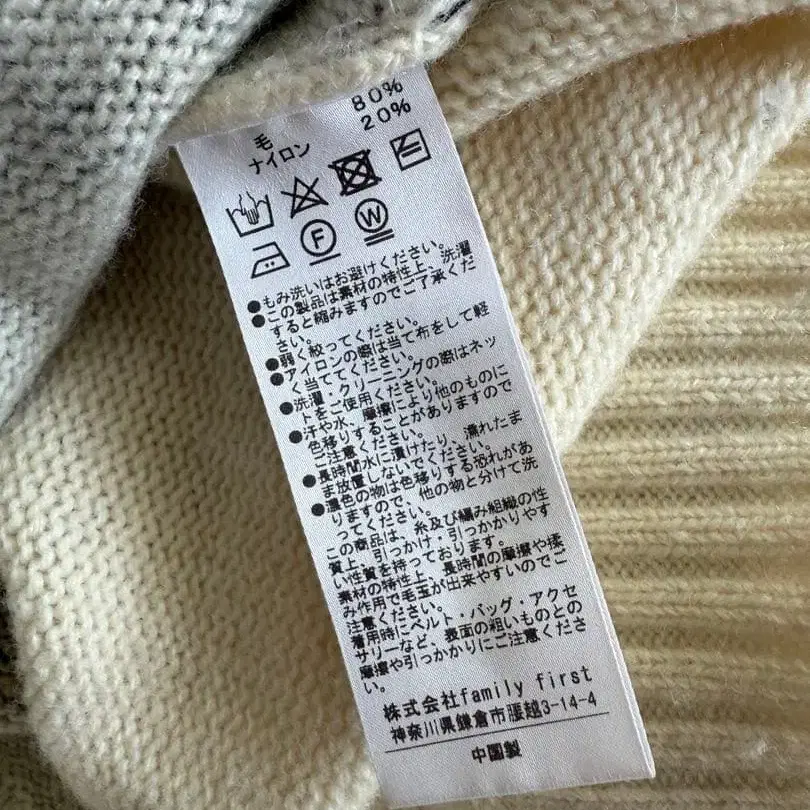 毛 80%
ナイロン 20%
F W
●もみ洗いはお避けください。
●この製品は素材の特性上、洗濯
すると縮みますのでご了承くだ
さい。
●弱く絞ってください。
●アイロンの際は当て布をして軽
く当ててください。
●洗濯・クリーニングの際はネッ
トをご使用ください。
●汗や水、摩擦により他のものに
色移りすることがありますので
ご注意ください。
●長時間水に漬けたり、濡れたま
ま放置しないでください。
●濃色の物は色移りする恐れがあ
りますので、他の物と分けて洗
ってください。
この商品は、糸及び編み組織の性
質上、引っかけ・引っかかりやす
い性質を持っております。
素材の特性上、長時間の摩擦や揉
み作用で毛玉が出来やすいのでご
注意ください。
着用時にベルト・バッグ・アクセ
サリーなど、表面の粗いものとの
摩擦や引っかかりにご注意くださ
い。
株式会社family first
神奈川県鎌倉市腰越3-14-4
中国製